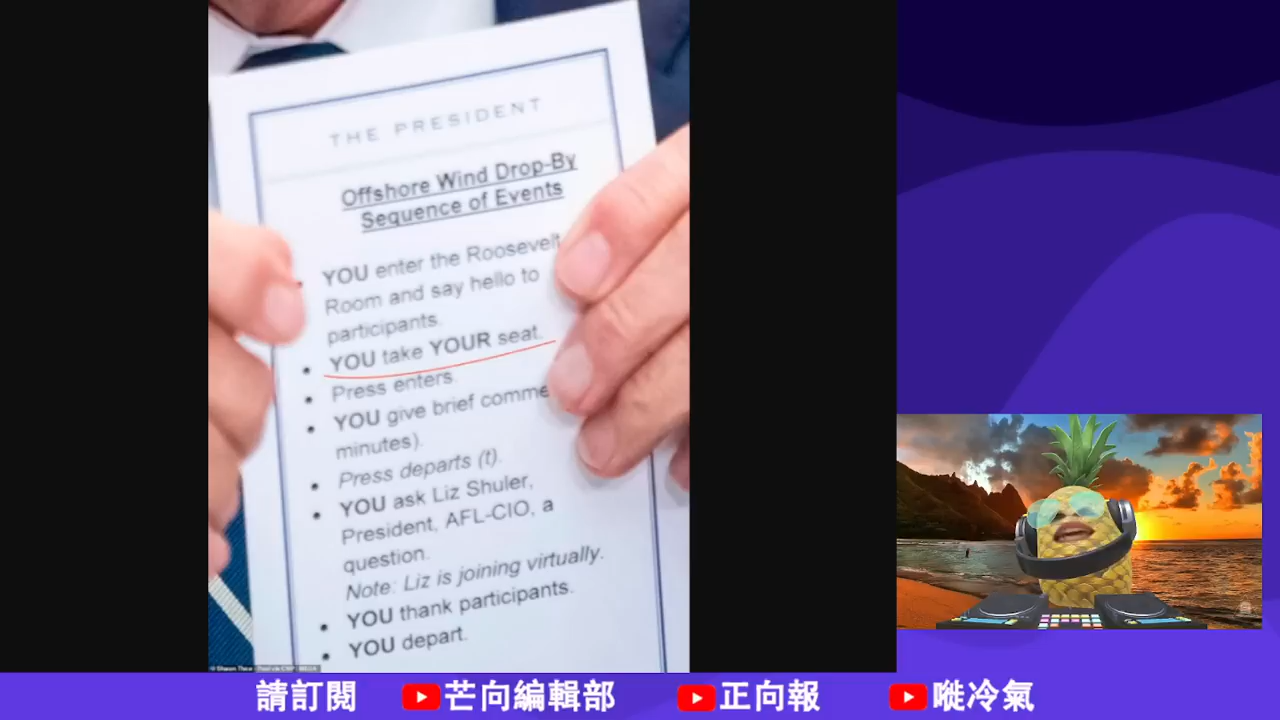 THE PRESIDENT
Offshore Wind Drop-By
Sequence of Events
• YOU enter the Roosevelt
Room and say hello to
participants.
• YOU take YOUR seat.
• Press enters.
• YOU give brief comme
minutes).
• Press departs (t).
• YOU ask Liz Shuler,
President, AFL-CIO, a
question.
Note: Liz is joining virtually.
• YOU thank participants.
• YOU depart.
請訂閱 芒向編輯部 正向報 嘥冷氣